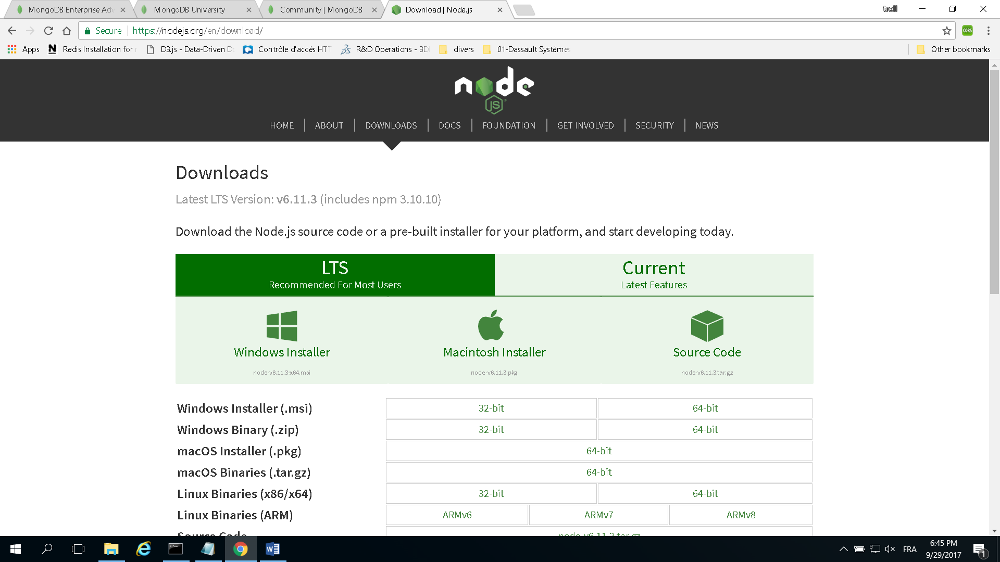 MongoDB Enterprise Adv
MongoDB University
Community | MongoDB
Download | Node.js
troll
Secure
https://nodejs.org/en/download/
CORS
Apps
Redis Installation for
D3.js - Data-Driven
Contrôle d'accès HTT
R&D Operations - 3D
divers
01-Dassault Systèmes
Other bookmarks
node
JS
HOME
ABOUT
DOWNLOADS
DOCS
FOUNDATION
GET INVOLVED
SECURITY
NEWS
Downloads
Latest LTS Version: v6.11.3 (includes npm 3.10.10)
Download the Node.js source code or a pre-built installer for your platform, and start developing today.
LTS
Recommended For Most Users
Current
Latest Features
Windows Installer
node-v6.11.3-x64.msi
Macintosh Installer
node-v6.11.3.pkg
Source Code
node-v6.11.3.tar.gz
Windows Installer (.msi)
32-bit
64-bit
Windows Binary (.zip)
32-bit
64-bit
macOS Installer (.pkg)
64-bit
macOS Binaries (.tar.gz)
64-bit
Linux Binaries (x86/x64)
32-bit
64-bit
Linux Binaries (ARM)
ARMv6
ARMv7
ARMv8
Source Code
node-v6.11.3.tar.gz
FRA
6:45 PM
9/29/2017
1